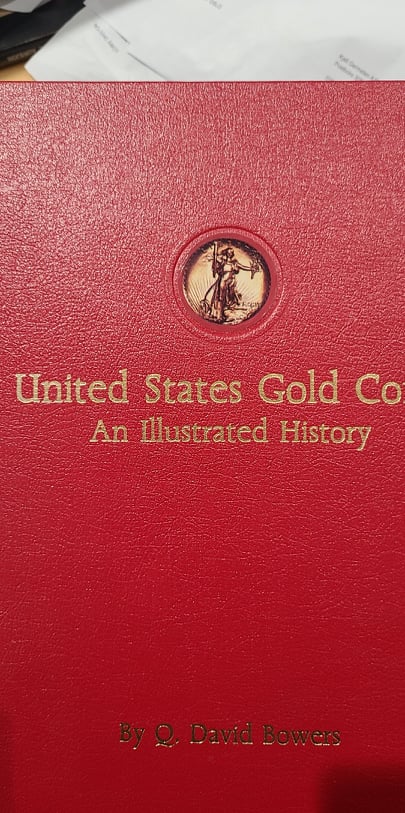 United States Gold Co
An Illustrated History
By Q. David Bowers